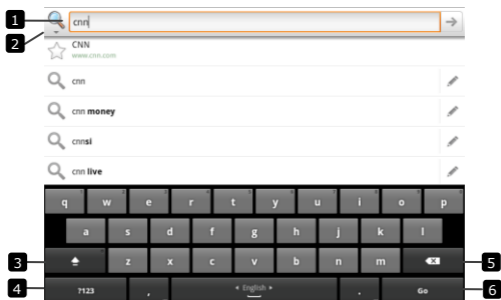 1
cnn
2
CNN
www.cnn.com
cnn
cnn money
cnnsi
cnn live
q w e r t y u i o p
a s d f g h j k l
3 z x c v b n m 5
4 ?123 , English . Go 6